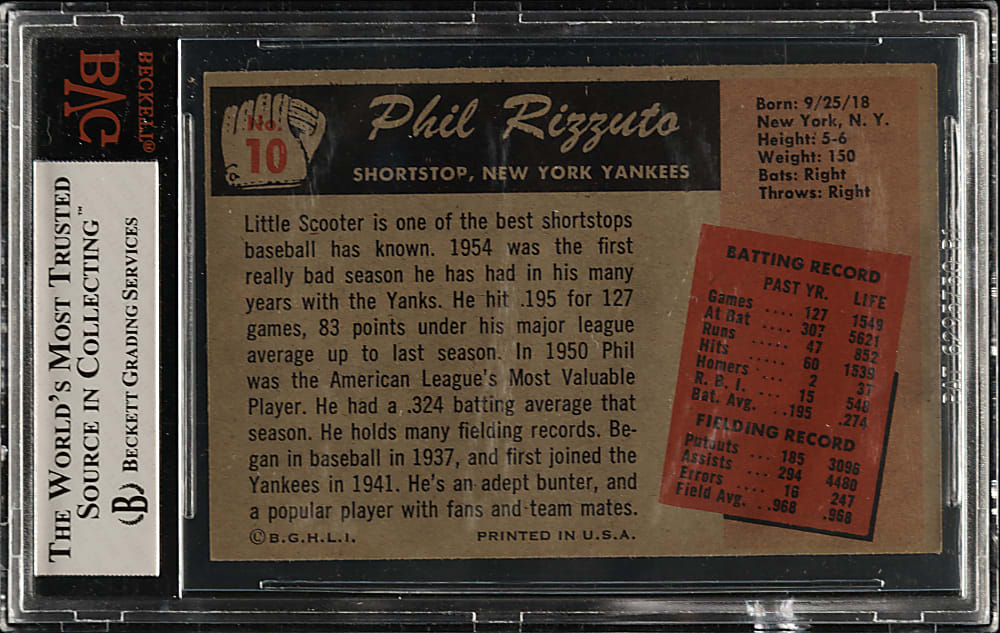 BECKETT®
BVG
THE WORLD'S MOST TRUSTED
SOURCE IN COLLECTING™
(B) BECKETT GRADING SERVICES
No.
10
Phil Rizzuto
SHORTSTOP, NEW YORK YANKEES
Born: 9/25/18
New York, N. Y.
Height: 5-6
Weight: 150
Bats: Right
Throws: Right
Little Scooter is one of the best shortstops
baseball has known. 1954 was the first
really bad season he has had in his many
years with the Yanks. He hit .195 for 127
games, 83 points under his major league
average up to last season. In 1950 Phil
was the American League's Most Valuable
Player. He had a .324 batting average that
season. He holds many fielding records. Be-
gan in baseball in 1937, and first joined the
Yankees in 1941. He's an adept bunter, and
a popular player with fans and team mates.
©B.G.H.L.I. PRINTED IN U.S.A.
BATTING RECORD
PAST YR. LIFE
Games .... 127 1549
At Bat .... 307 5621
Runs ..... 47 852
Hits ..... 60 1539
Homers ... 2 37
R. B. I. ... 15 548
Bat. Avg. ..195 .274
FIELDING RECORD
Putouts ... 185 3096
Assists ... 294 4480
Errors .... 16 247
Field Avg. ..968 .968